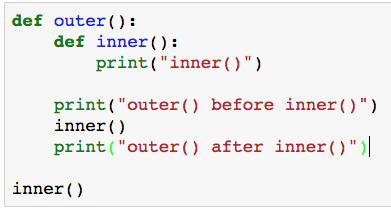 def outer():
    def inner():
        print("inner()")

    print("outer() before inner()")
    inner()
    print("outer() after inner()")

inner()